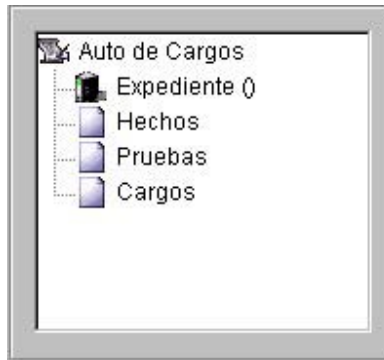 Auto de Cargos
Expediente ()
Hechos
Pruebas
Cargos